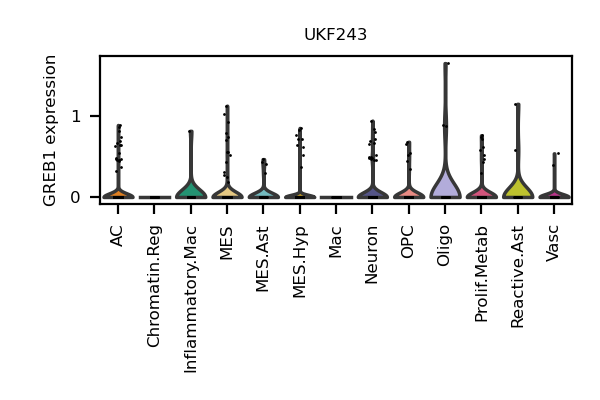 UKF243
GREB1 expression
1
0
AC
Chromatin.Reg
Inflammatory.Mac
MES
MES.Ast
MES.Hyp
Mac
Neuron
OPC
Oligo
Prolif.Metab
Reactive.Ast
Vasc